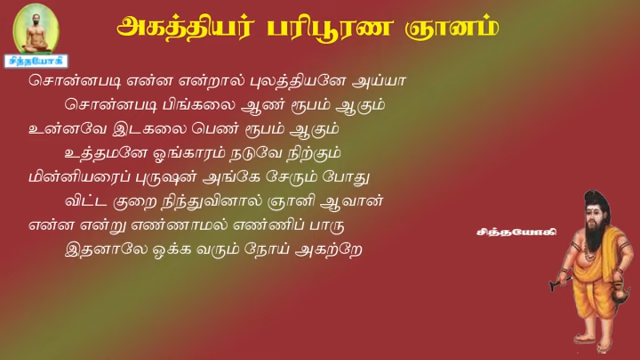 அகத்தியர் பரிபூரண ஞானம்
சித்தயோகி
சொன்னபடி என்ன என்றால் புலத்தியனே அய்யா
சொன்னபடி பிங்கலை ஆண் ரூபம் ஆகும்
உன்னவே இடகலை பெண் ரூபம் ஆகும்
உத்தமனே ஓங்காரம் நடுவே நிற்கும்
மின்னியரைப் புருஷன் அங்கே சேரும் போது
விட்ட குறை நிந்துவினால் ஞானி ஆவான்
என்ன என்று எண்ணாமல் எண்ணிப் பாரு
இதனாலே ஒக்க வரும் நோய் அகற்றே
சித்தயோகி